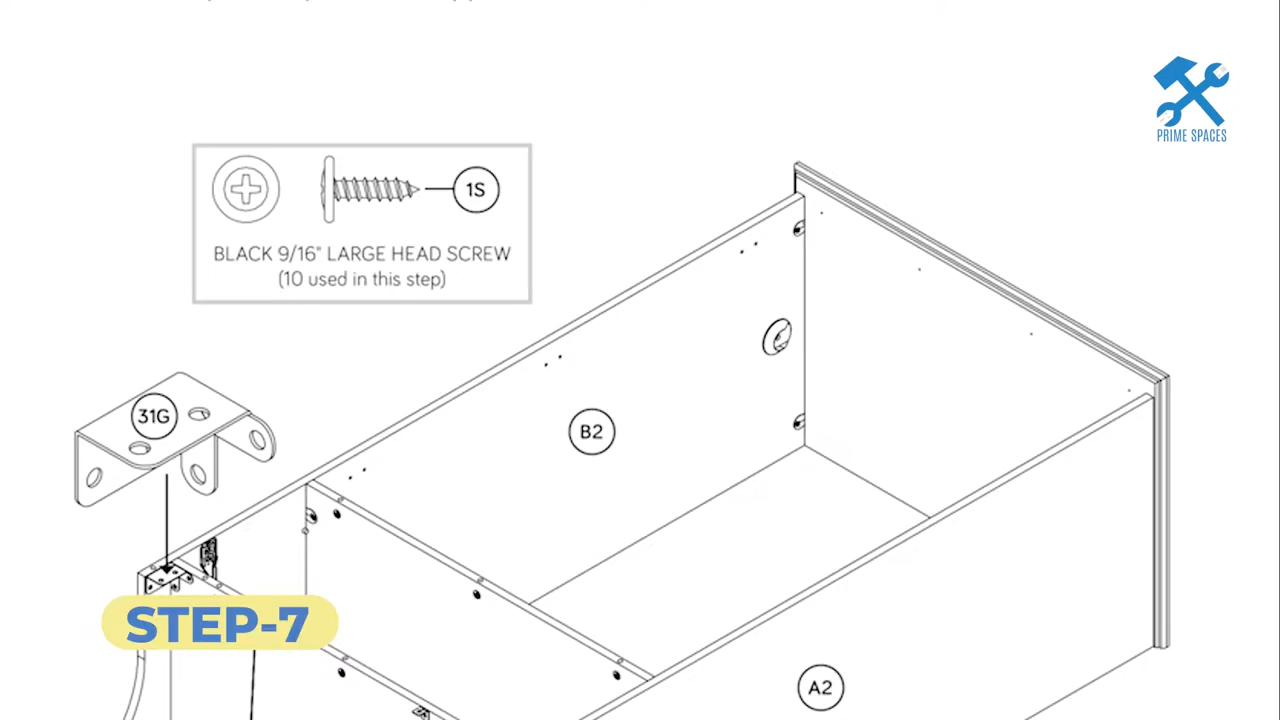 PRIME SPACES
1S
BLACK 9/16" LARGE HEAD SCREW
(10 used in this step)
31G
B2
STEP-7
A2